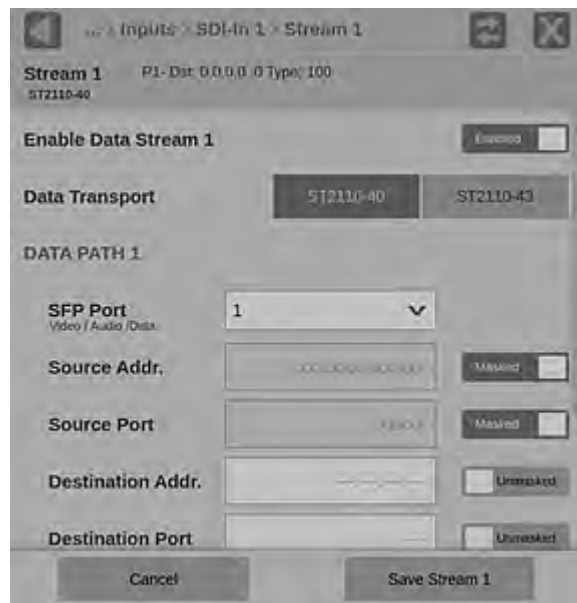 ... > Inputs > SDI-In 1 > Stream 1
Stream 1 P1- Dst: 0.0.0.0 :0 Type; 100
ST2110-40
Enable Data Stream 1 Enabled
Data Transport ST2110-40 ST2110-43
DATA PATH 1
SFP Port 1
Video / Audio /Data
Source Addr. Masked
Source Port Masked
Destination Addr. Unmasked
Destination Port Unmasked
Cancel Save Stream 1